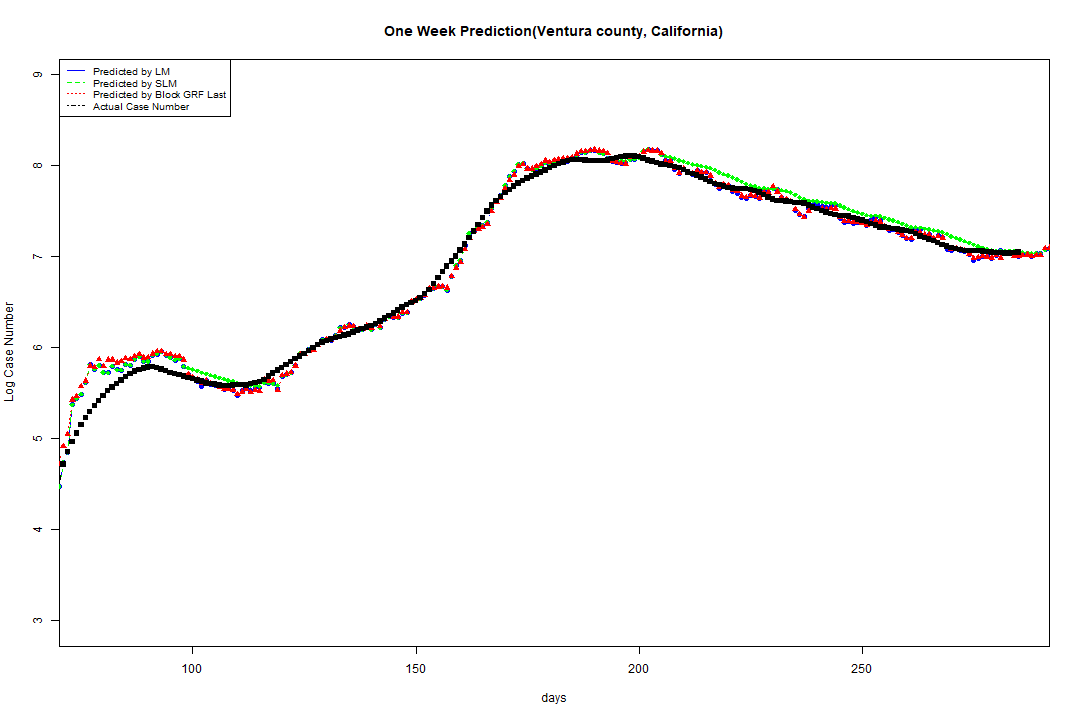 One Week Prediction(Ventura county, California)
Predicted by LM
Predicted by SLM
Predicted by Block GRF Last
Actual Case Number
9
8
7
6
5
4
3
Log Case Number
100 150 200 250
days